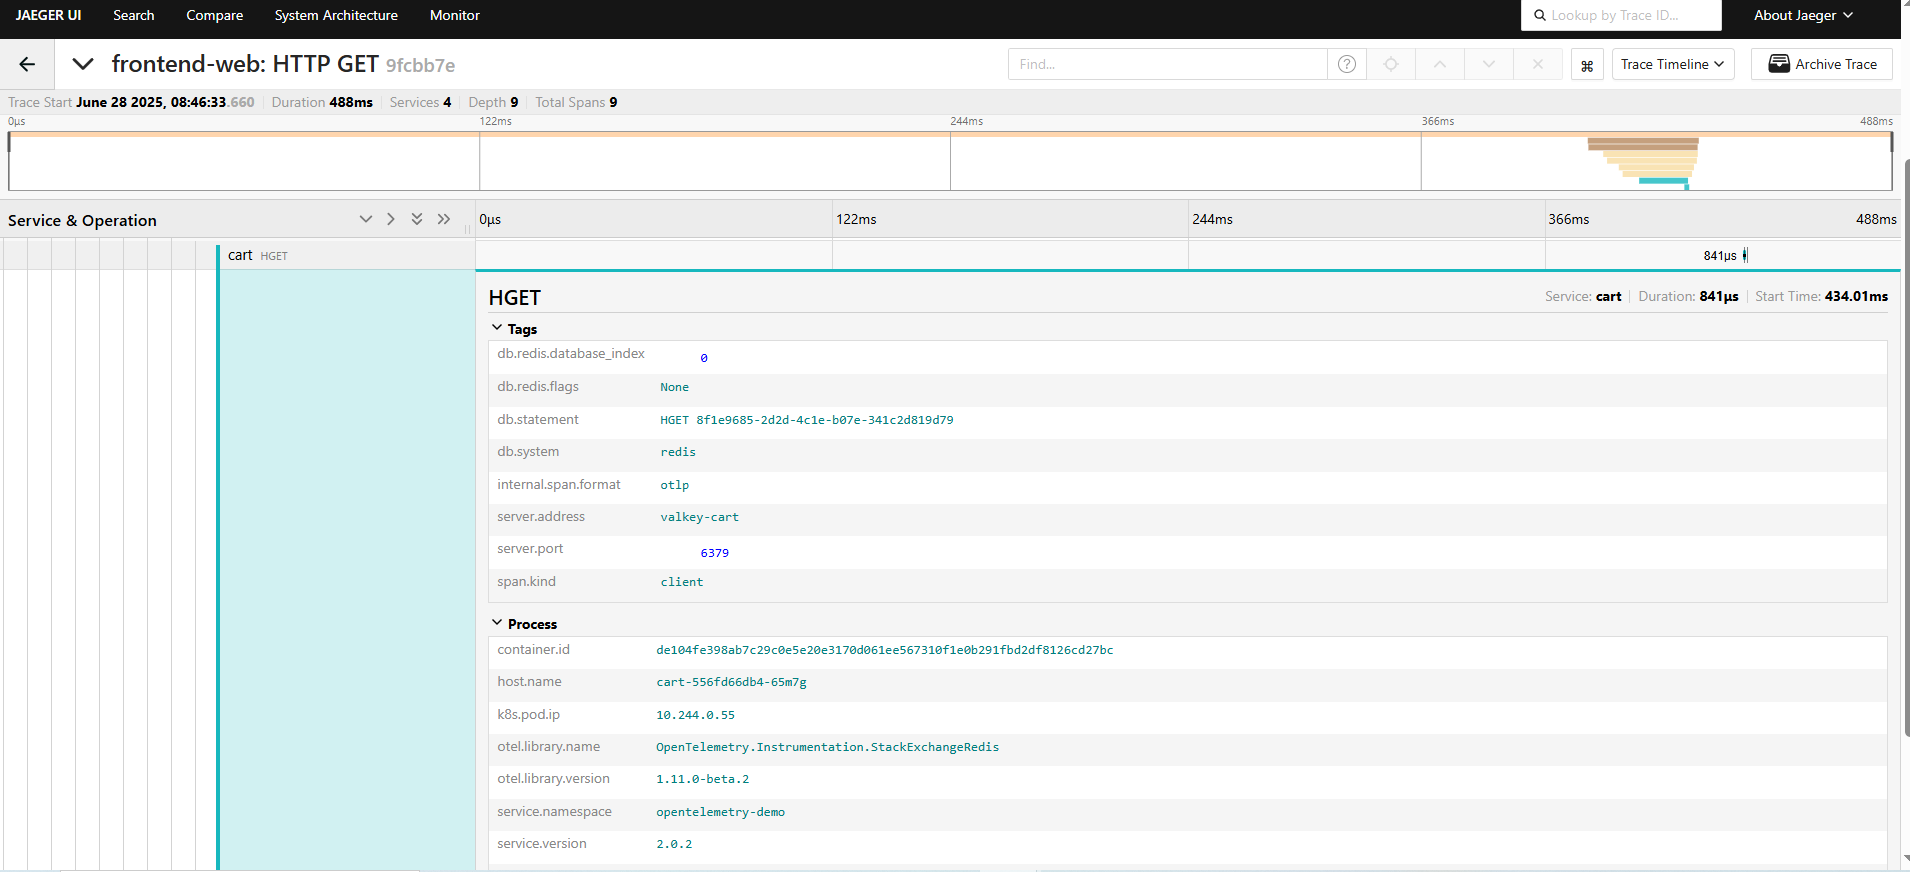 JAEGER UI Search Compare System Architecture Monitor Lookup by Trace ID... About Jaeger
frontend-web: HTTP GET 9fcbb7e Find... Trace Timeline Archive Trace
Trace Start June 28 2025, 08:46:33.660 Duration 488ms Services 4 Depth 9 Total Spans 9
0μs 122ms 244ms 366ms 488ms
Service & Operation 0μs 122ms 244ms 366ms 488ms
cart HGET 841μs
HGET Service: cart Duration: 841μs Start Time: 434.01ms
Tags
db.redis.database_index 0
db.redis.flags None
db.statement HGET 8f1e9685-2d2d-4c1e-b07e-341c2d819d79
db.system redis
internal.span.format otlp
server.address valkey-cart
server.port 6379
span.kind client
Process
container.id de104fe398ab7c29c0e5e20e3170d061ee567310f1e0b291fbd2df8126cd27bc
host.name cart-556fd66db4-65m7g
k8s.pod.ip 10.244.0.55
otel.library.name OpenTelemetry.Instrumentation.StackExchangeRedis
otel.library.version 1.11.0-beta.2
service.namespace opentelemetry-demo
service.version 2.0.2